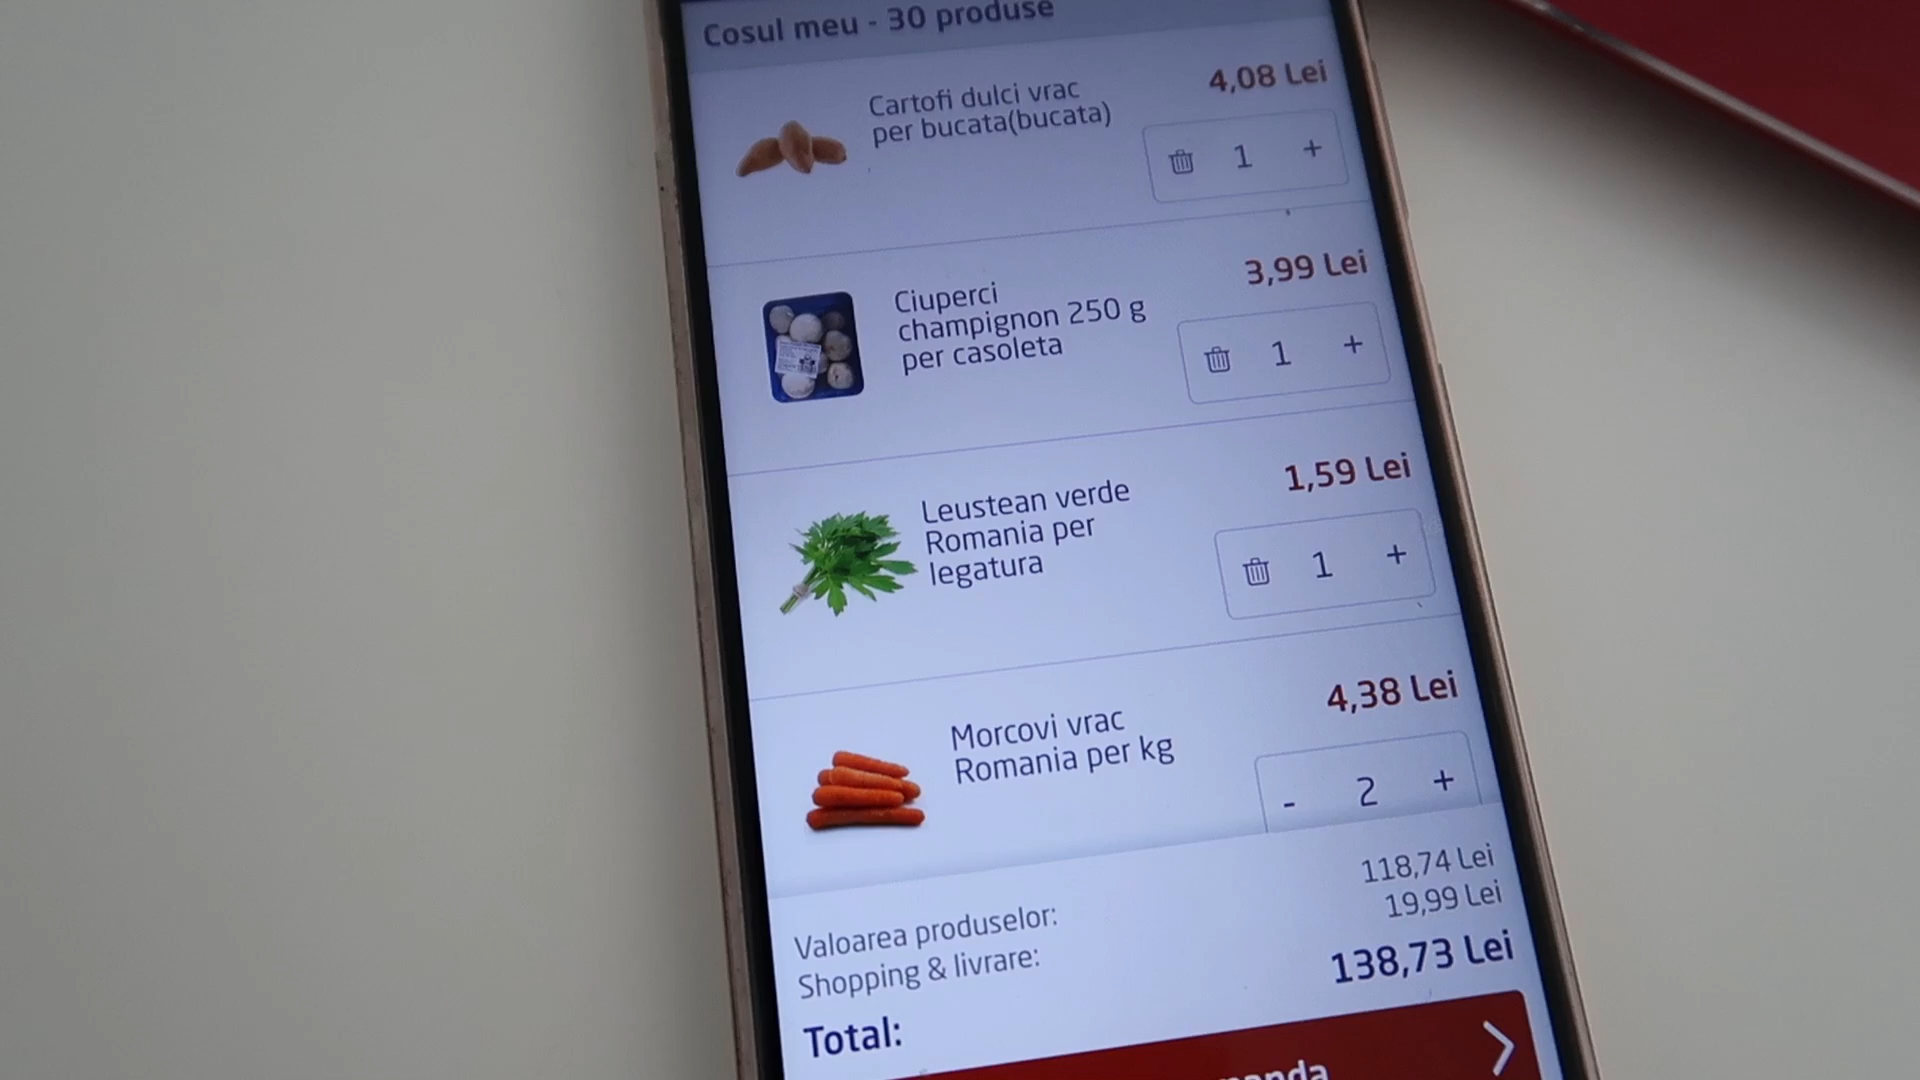 Cosul meu - 30 produse
Cartofi dulci vrac
per bucata(bucata)
4,08 Lei
1 +
Ciuperci
champignon 250 g
per casoleta
3,99 Lei
1 +
Leustean verde
Romania per
legatura
1,59 Lei
1 +
Morcovi vrac
Romania per kg
4,38 Lei
- 2 +
Valoarea produselor: 118,74 Lei
Shopping & livrare: 19,99 Lei
Total: 138,73 Lei